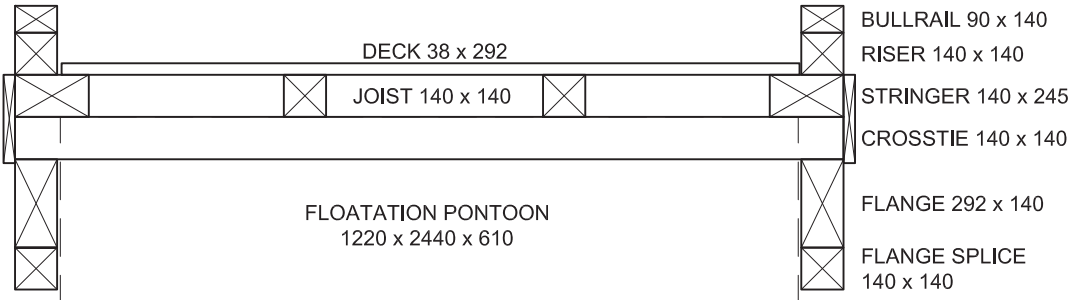 BULLRAIL 90 x 140
DECK 38 x 292
RISER 140 x 140
JOIST 140 x 140
STRINGER 140 x 245
CROSSTIE 140 x 140
FLANGE 292 x 140
FLOATATION PONTOON
1220 x 2440 x 610
FLANGE SPLICE
140 x 140